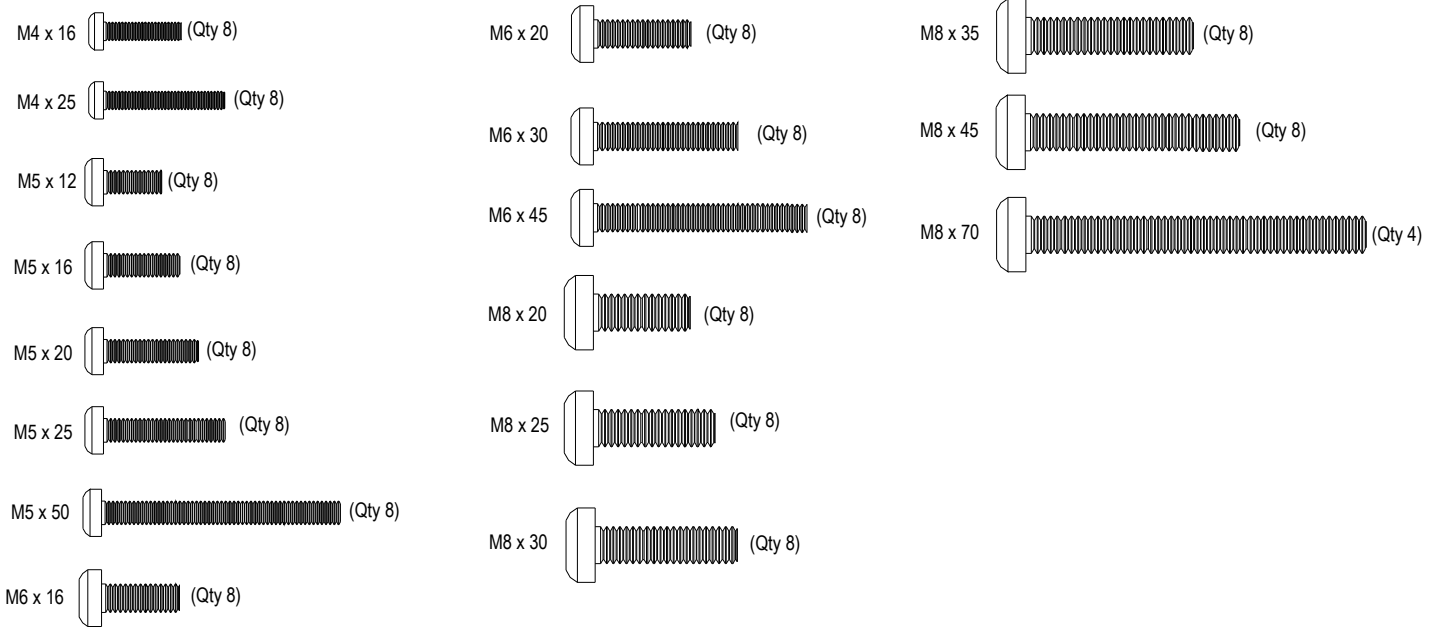 M4 x 16 (Qty 8)
M4 x 25 (Qty 8)
M5 x 12 (Qty 8)
M5 x 16 (Qty 8)
M5 x 20 (Qty 8)
M5 x 25 (Qty 8)
M5 x 50 (Qty 8)
M6 x 16 (Qty 8)
M6 x 20 (Qty 8)
M6 x 30 (Qty 8)
M6 x 45 (Qty 8)
M8 x 20 (Qty 8)
M8 x 25 (Qty 8)
M8 x 30 (Qty 8)
M8 x 35 (Qty 8)
M8 x 45 (Qty 8)
M8 x 70 (Qty 4)